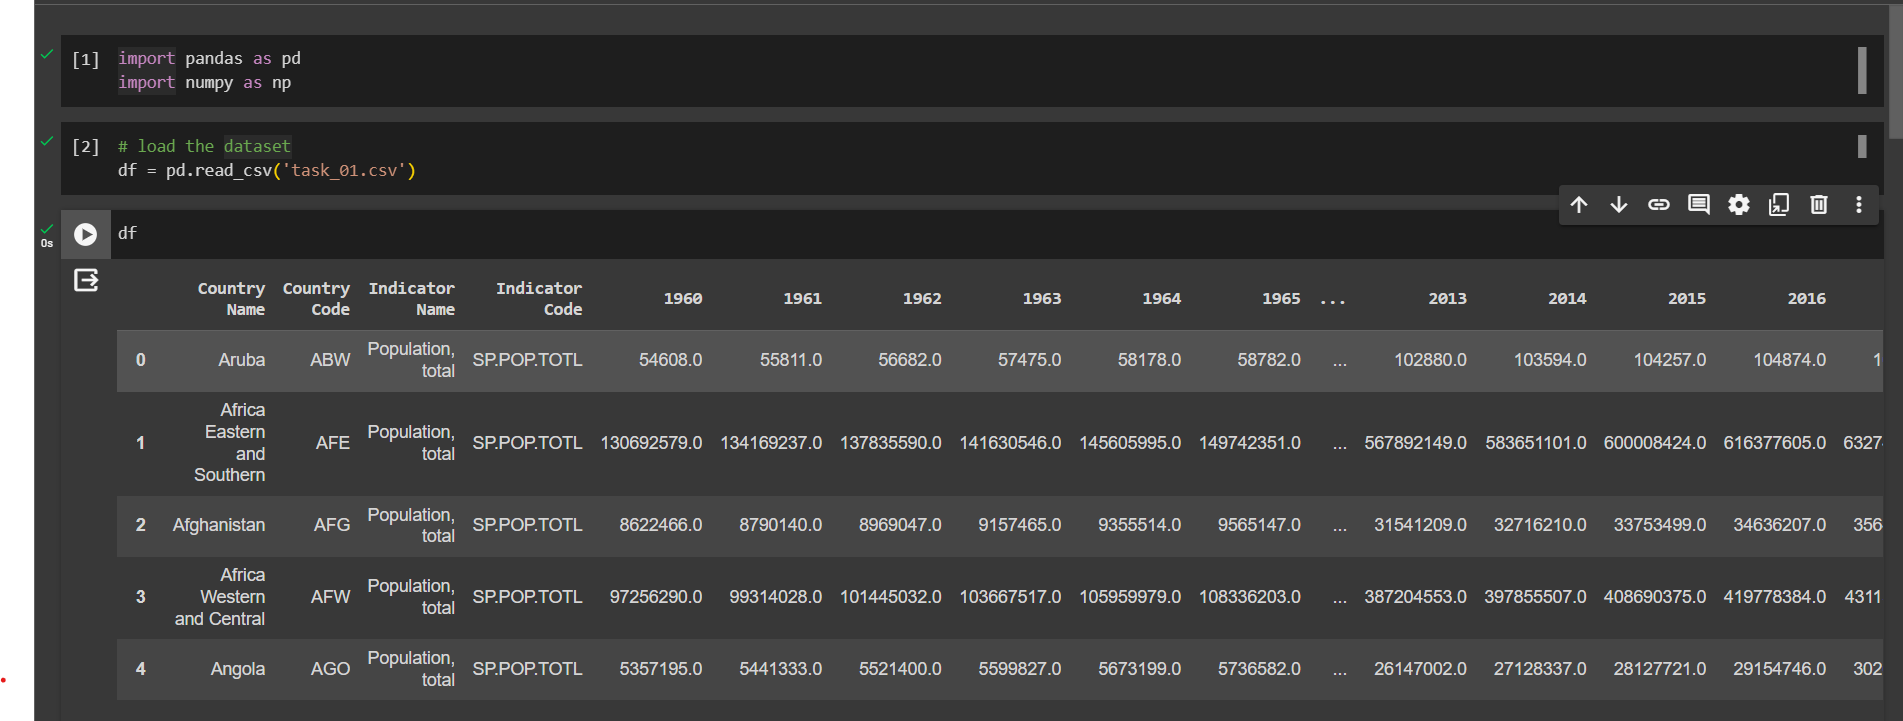 [1] import pandas as pd
import numpy as np
[2] # load the dataset
df = pd.read_csv('task_01.csv')
0s df
Country Name Country Code Indicator Name Indicator Code 1960 1961 1962 1963 1964 1965 ... 2013 2014 2015 2016
0 Aruba ABW Population, total SP.POP.TOTL 54608.0 55811.0 56682.0 57475.0 58178.0 58782.0 ... 102880.0 103594.0 104257.0 104874.0 1
1 Africa Eastern and Southern AFE Population, total SP.POP.TOTL 130692579.0 134169237.0 137835590.0 141630546.0 145605995.0 149742351.0 ... 567892149.0 583651101.0 600008424.0 616377605.0 6327
2 Afghanistan AFG Population, total SP.POP.TOTL 8622466.0 8790140.0 8969047.0 9157465.0 9355514.0 9565147.0 ... 31541209.0 32716210.0 33753499.0 34636207.0 356
3 Africa Western and Central AFW Population, total SP.POP.TOTL 97256290.0 99314028.0 101445032.0 103667517.0 105959979.0 108336203.0 ... 387204553.0 397855507.0 408690375.0 419778384.0 4311
4 Angola AGO Population, total SP.POP.TOTL 5357195.0 5441333.0 5521400.0 5599827.0 5673199.0 5736582.0 ... 26147002.0 27128337.0 28127721.0 29154746.0 302